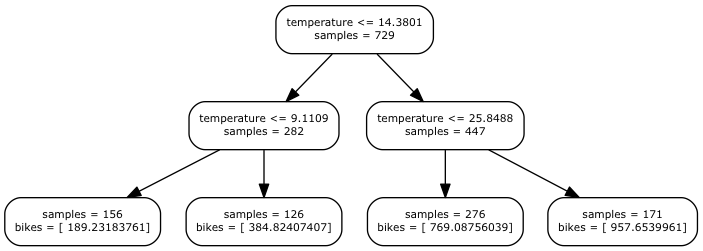 temperature <= 14.3801
samples = 729
temperature <= 9.1109
samples = 282
temperature <= 25.8488
samples = 447
samples = 156
bikes = [ 189.23183761]
samples = 126
bikes = [ 384.82407407]
samples = 276
bikes = [ 769.08756039]
samples = 171
bikes = [ 957.6539961]